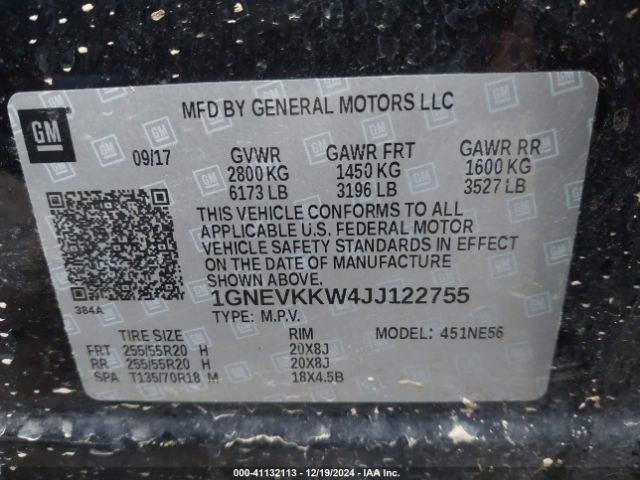 GM
MFD BY GENERAL MOTORS LLC
09/17 GVWR GAWR FRT GAWR RR
2800 KG 1450 KG 1600 KG
6173 LB 3196 LB 3527 LB
THIS VEHICLE CONFORMS TO ALL
APPLICABLE U.S. FEDERAL MOTOR
VEHICLE SAFETY STANDARDS IN EFFECT
ON THE DATE OF MANUFACTURE
SHOWN ABOVE.
384A
1GNEVKKW4JJ122755
TYPE: M.P.V.
TIRE SIZE RIM MODEL: 451NE56
FRT 255/55R20 H 20X8J
RR 255/55R20 H 20X8J
SPA T135/70R18 M 18X4.5B
000-41132113 - 12/19/2024 - IAA Inc.